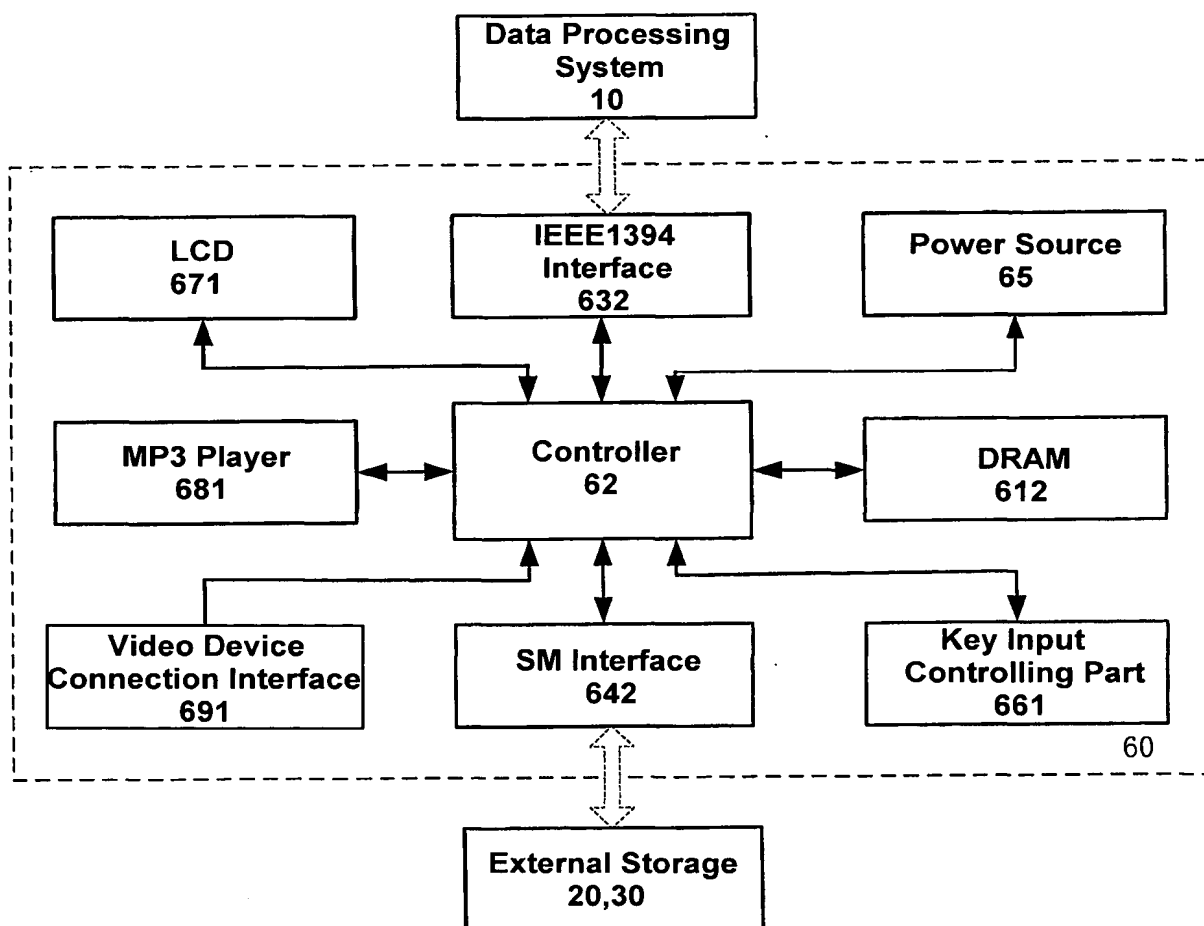 Data Processing
System
10
LCD
671
IEEE1394
Interface
632
Power Source
65
MP3 Player
681
Controller
62
DRAM
612
Video Device
Connection Interface
691
SM Interface
642
Key Input
Controlling Part
661
60
External Storage
20,30